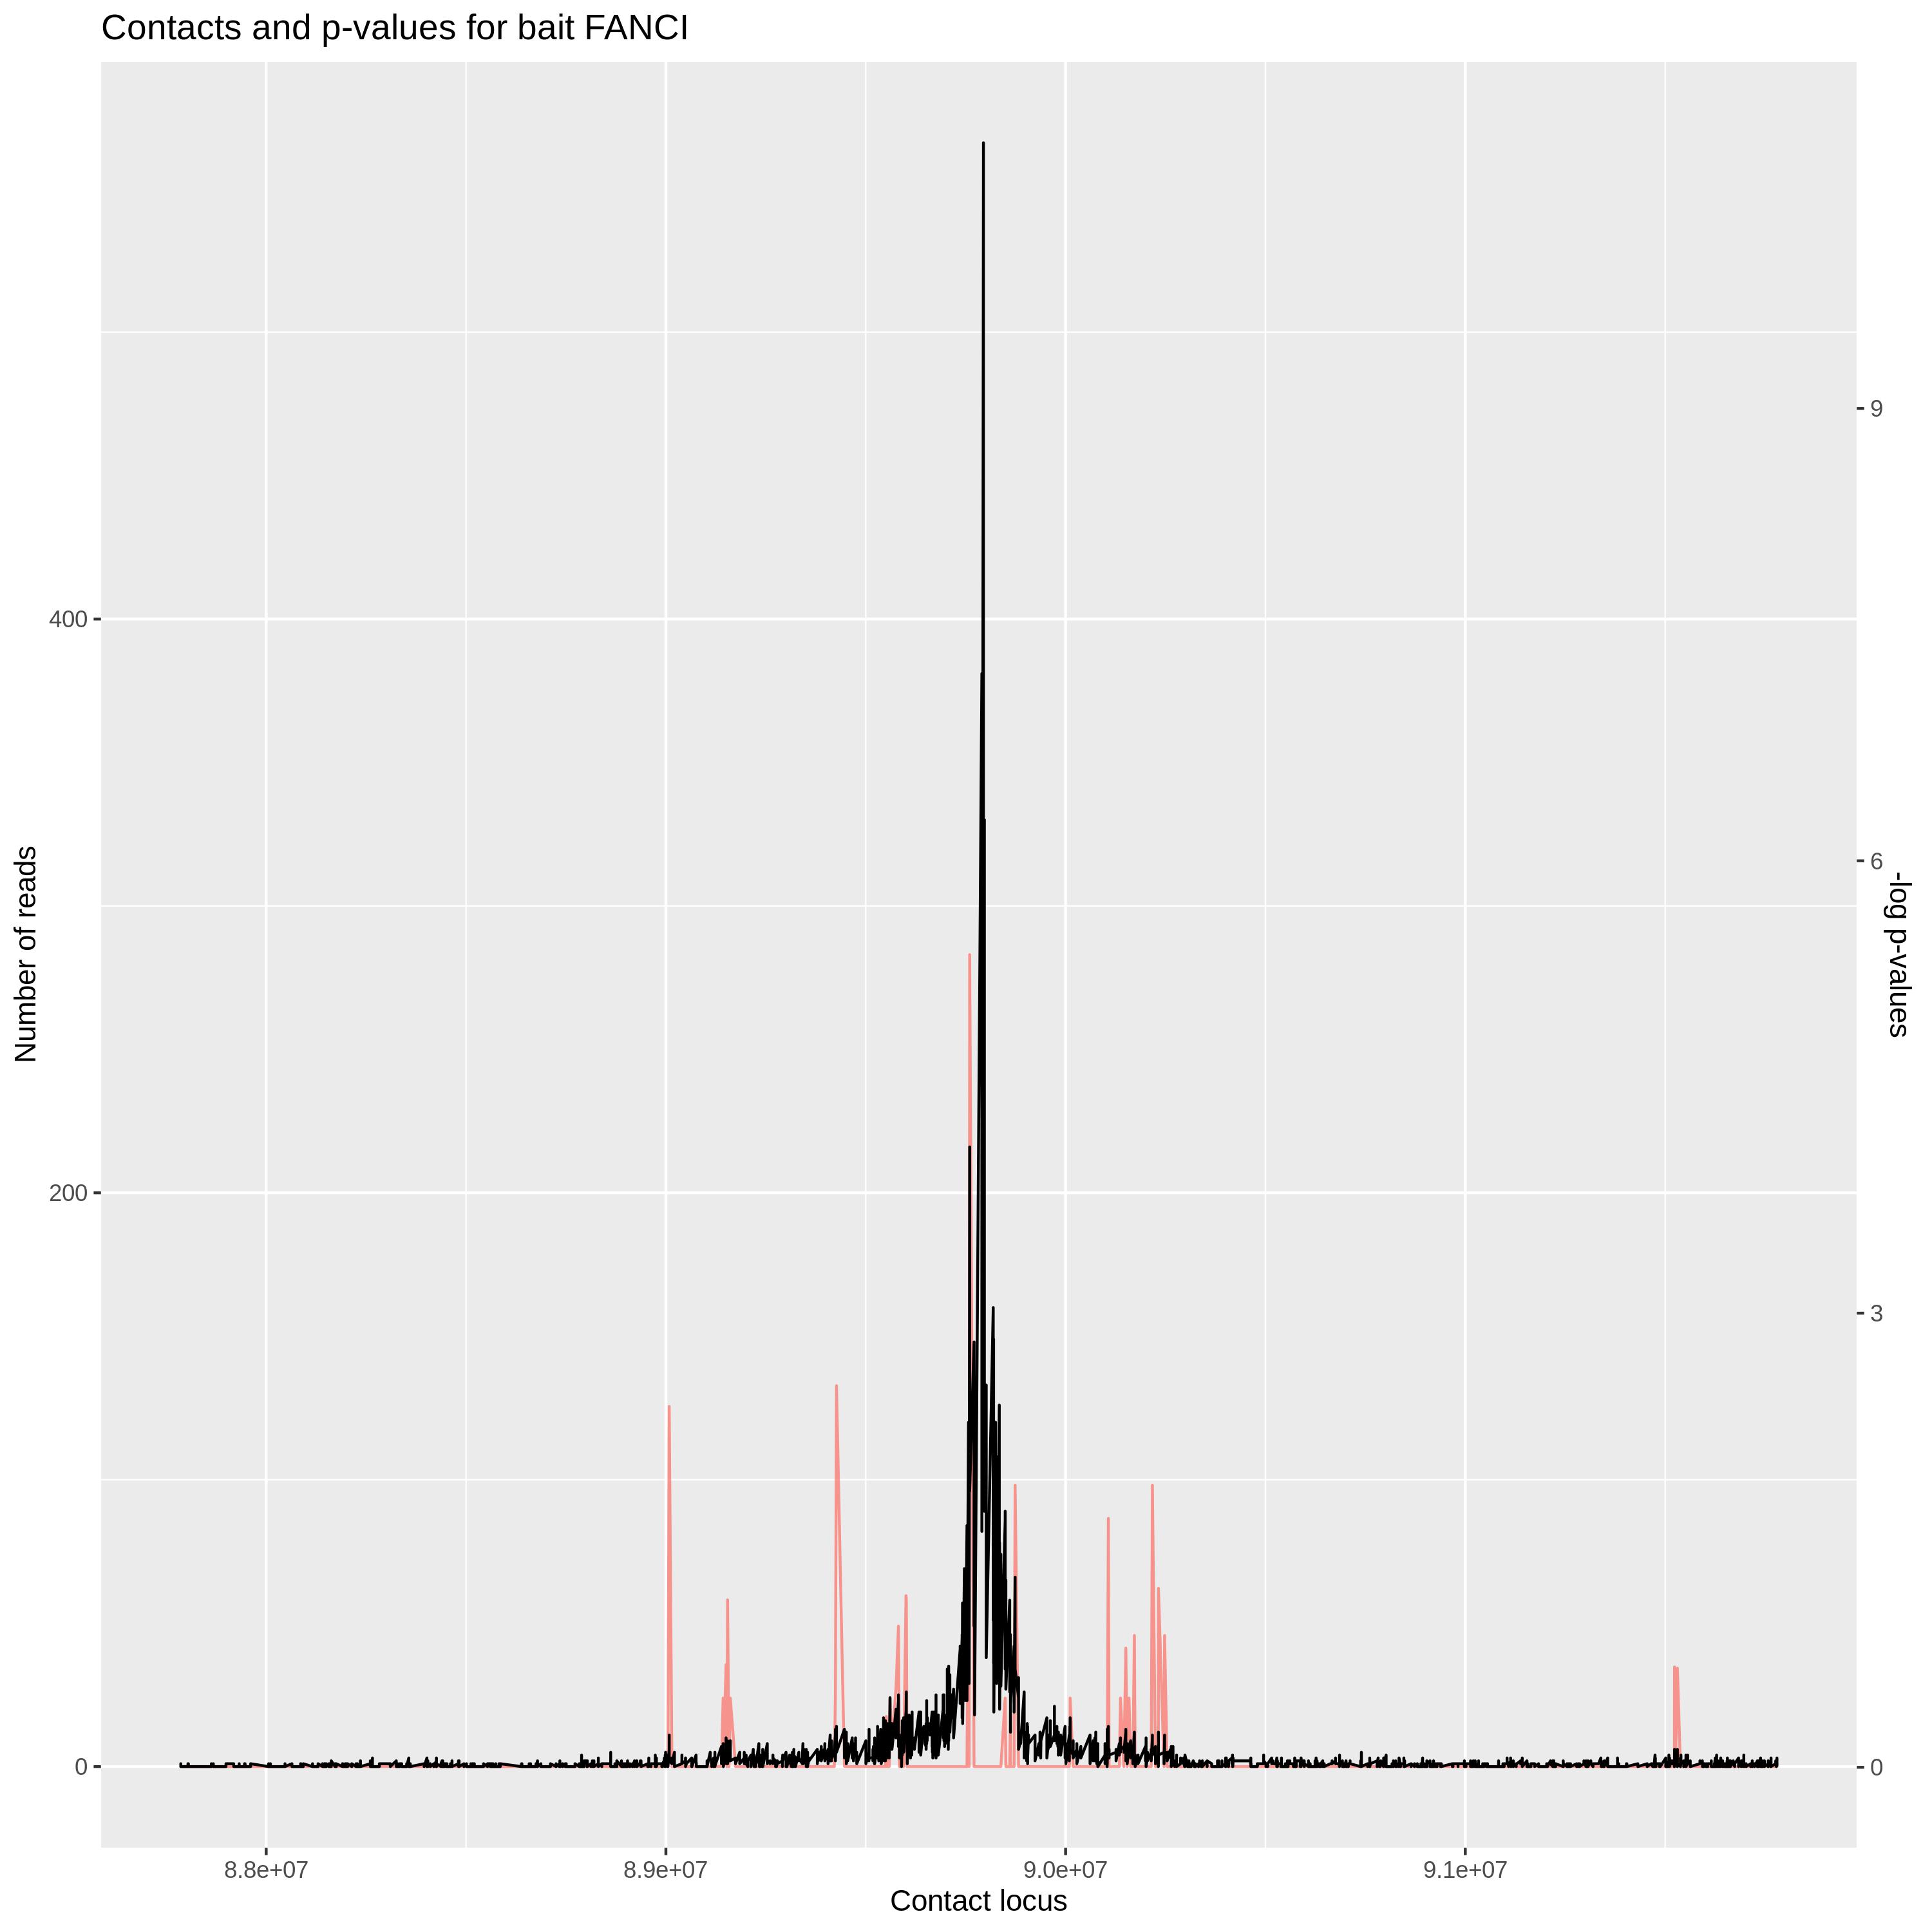 Contacts and p-values for bait FANCI
Number of reads
400
200
0
9
6
3
0
-log p-values
8.8e+07
8.9e+07
9.0e+07
9.1e+07
Contact locus